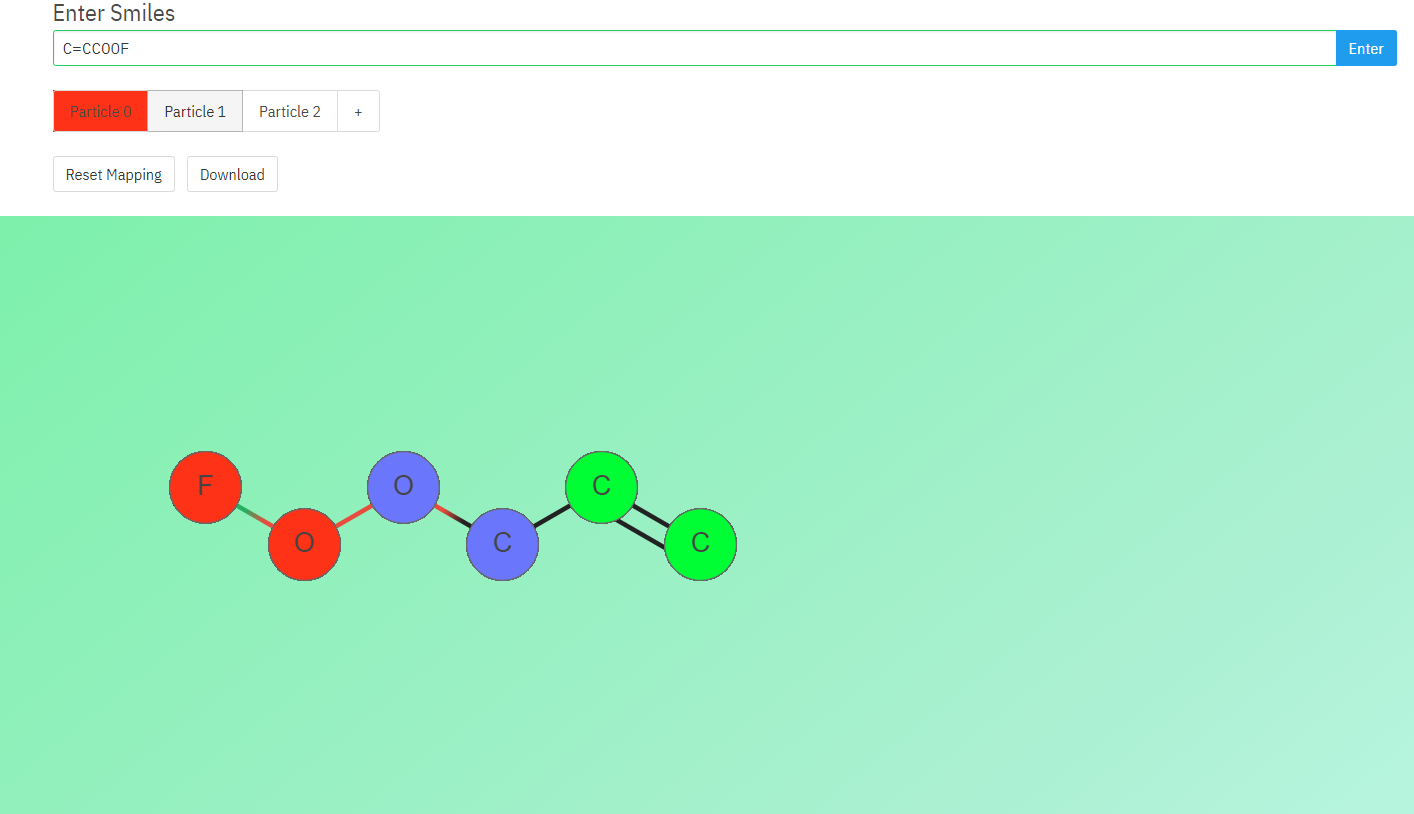 Enter Smiles
C=CCOOF Enter
Particle 0 Particle 1 Particle 2 +
Reset Mapping Download
F O C
O C C